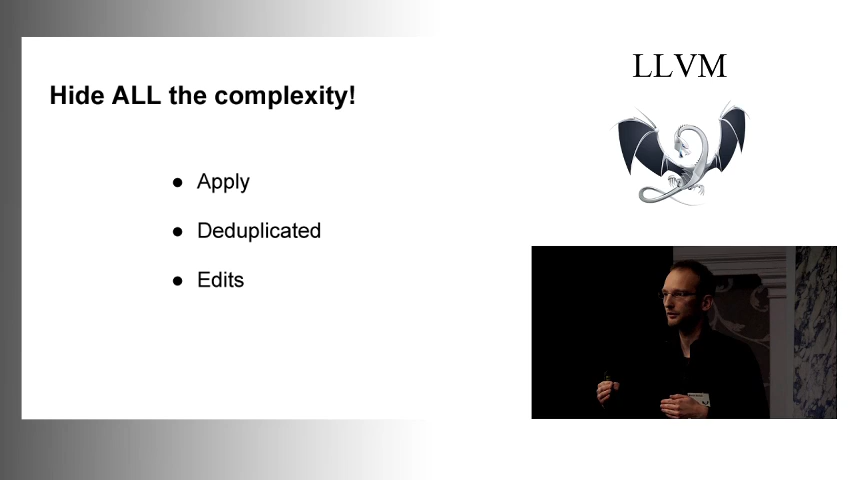 Hide ALL the complexity!
● Apply
● Deduplicated
● Edits
LLVM